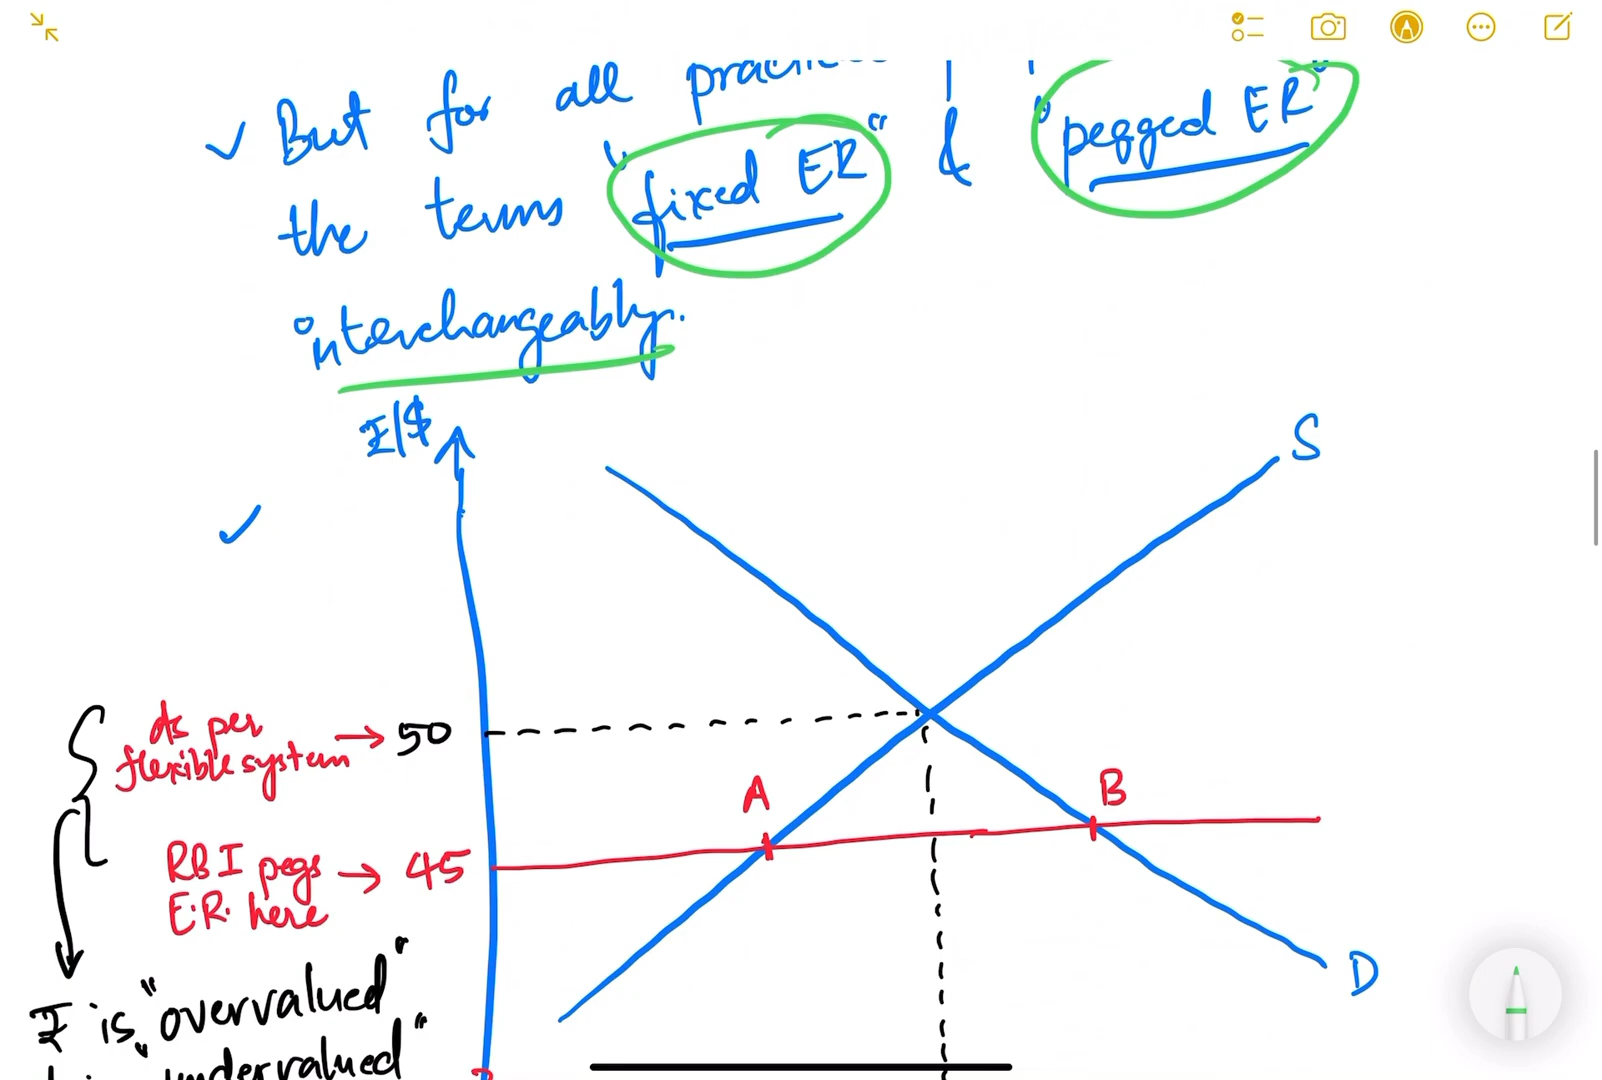 ✓ But for all &
the terms "fixed ER" "pegged ER"
interchangeably.
₹/$
S
✓
As per
flexible system → 50
A
B
RBI pegs → 45
E.R. here
D
₹ is "overvalued"
undervalued"